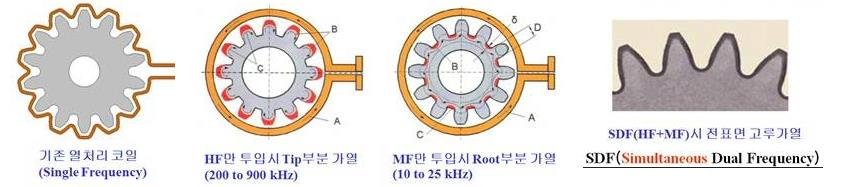 A
B
C
δ
D
B
A
C
기존 열처리 코일
(Single Frequency)
HF만 투입시 Tip부분 가열
(200 to 900 kHz)
MF만 투입시 Root부분 가열
(10 to 25 kHz)
SDF(HF+MF)시 전표면 고루가열
SDF(Simultaneous Dual Frequency)